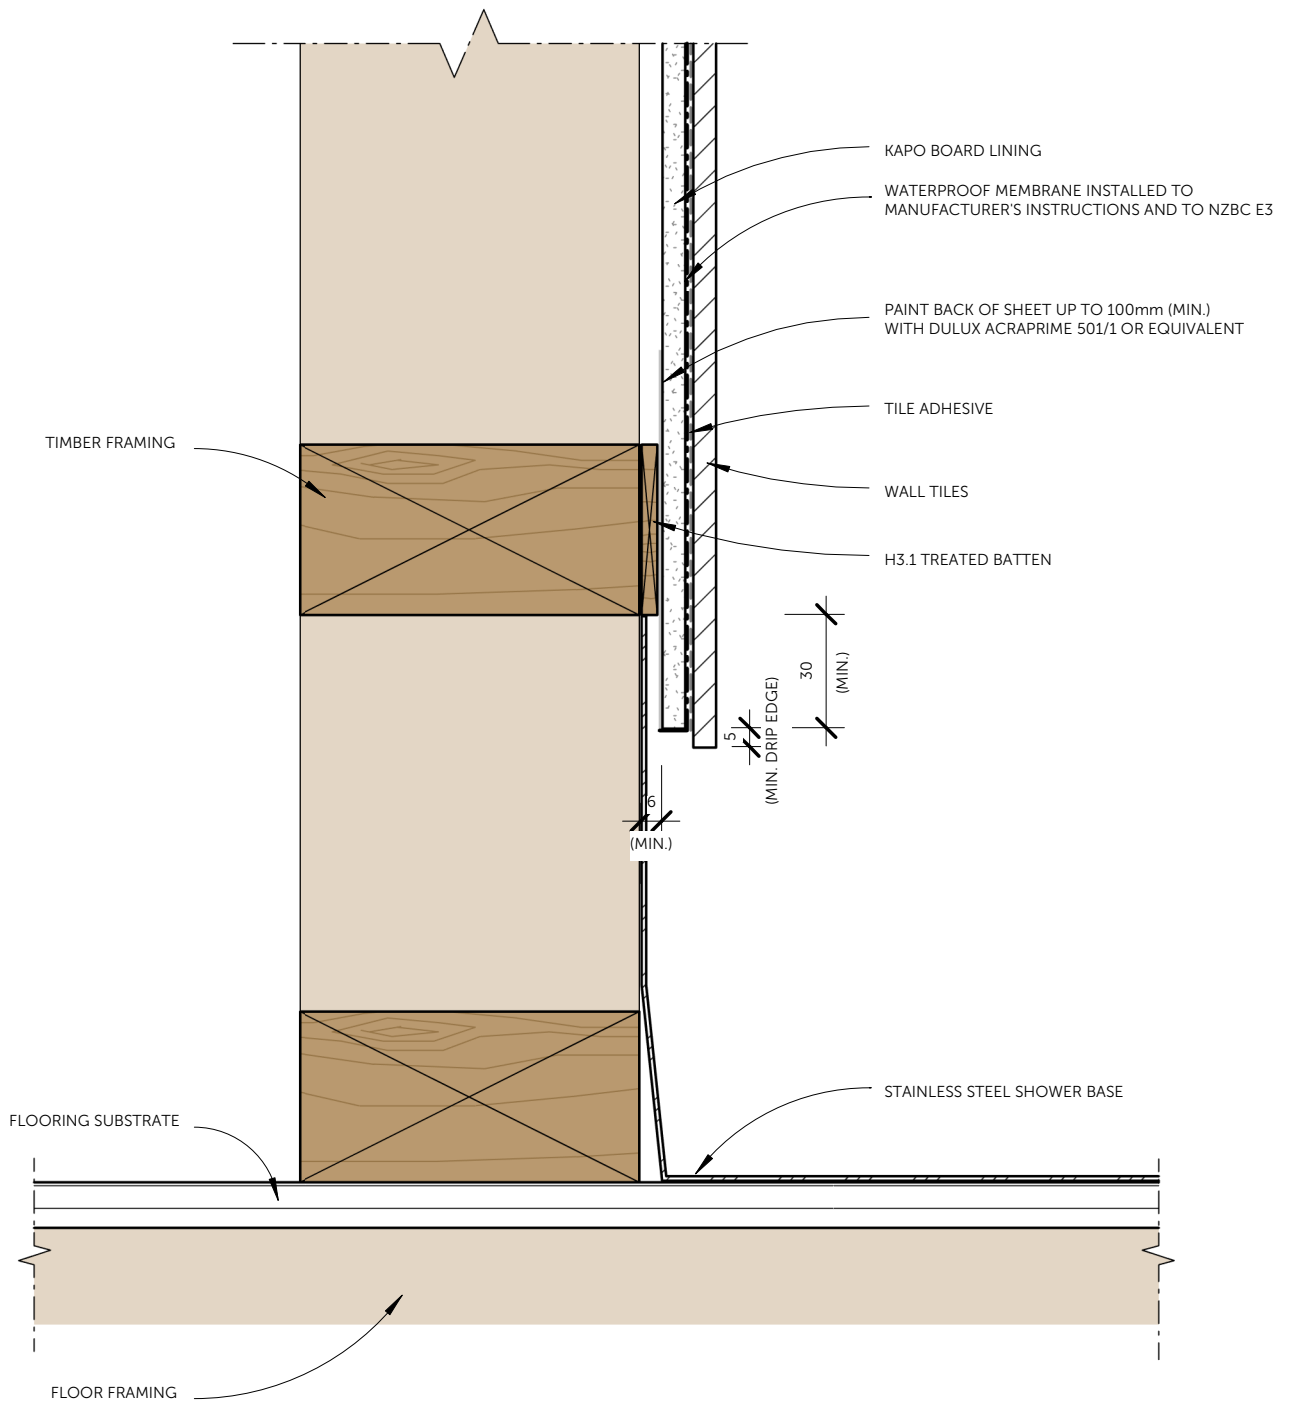 KAPO BOARD LINING
WATERPROOF MEMBRANE INSTALLED TO
MANUFACTURER'S INSTRUCTIONS AND TO NZBC E3
PAINT BACK OF SHEET UP TO 100mm (MIN.)
WITH DULUX ACRAPRIME 501/1 OR EQUIVALENT
TILE ADHESIVE
TIMBER FRAMING
WALL TILES
H3.1 TREATED BATTEN
30
(MIN.)
5
(MIN. DRIP EDGE)
6
(MIN.)
STAINLESS STEEL SHOWER BASE
FLOORING SUBSTRATE
FLOOR FRAMING